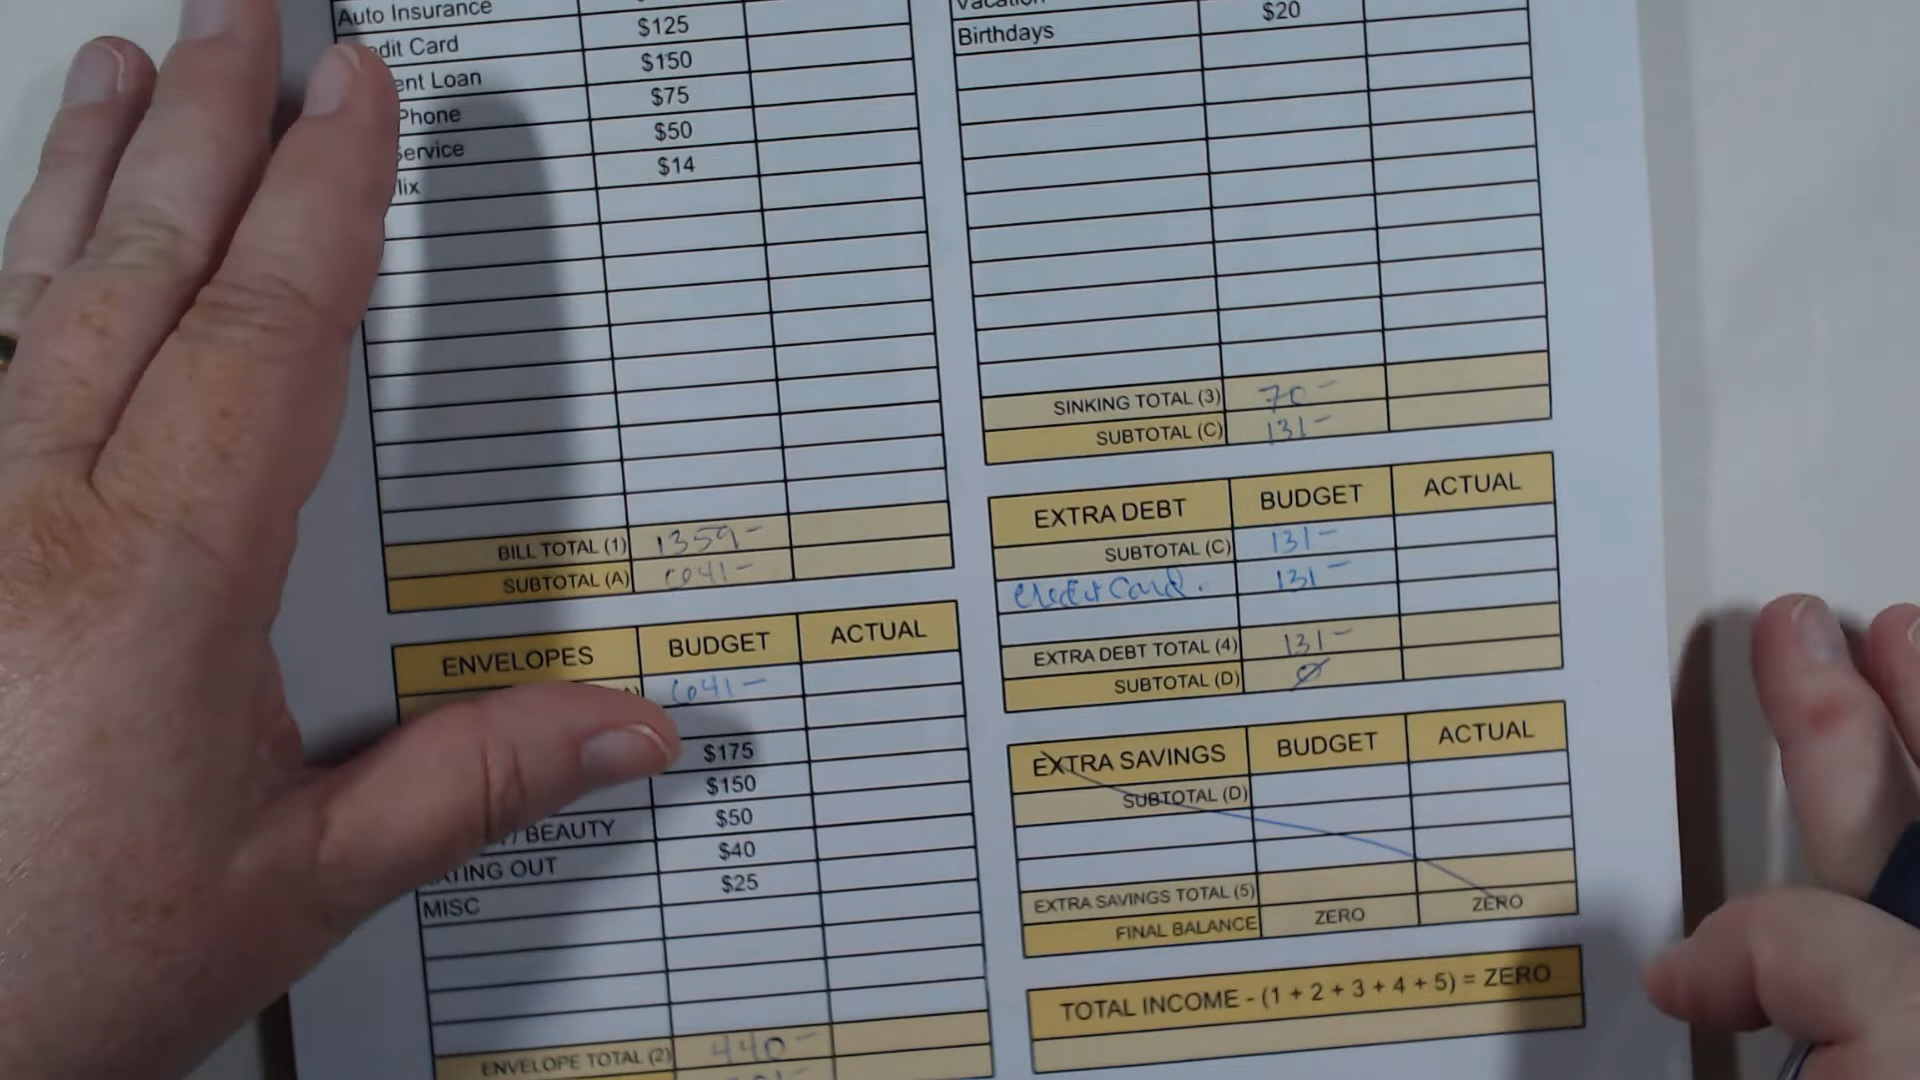 Auto Insurance
dit Card $125
ent Loan $150
Phone $75
Service $50
lix $14
BILL TOTAL (1) 1359-
SUBTOTAL (A) 641-
ENVELOPES BUDGET ACTUAL
A) 641-
$175
$150
/ BEAUTY $50
ATING OUT $40
MISC $25
ENVELOPE TOTAL (2) 440-
Vacation
Birthdays $20
SINKING TOTAL (3) 70-
SUBTOTAL (C) 131-
EXTRA DEBT BUDGET ACTUAL
SUBTOTAL (C) 131-
Credit Card. 131-
EXTRA DEBT TOTAL (4) 131-
SUBTOTAL (D) Ø
EXTRA SAVINGS BUDGET ACTUAL
SUBTOTAL (D)
EXTRA SAVINGS TOTAL (5)
FINAL BALANCE ZERO ZERO
TOTAL INCOME - (1 + 2 + 3 + 4 + 5) = ZERO